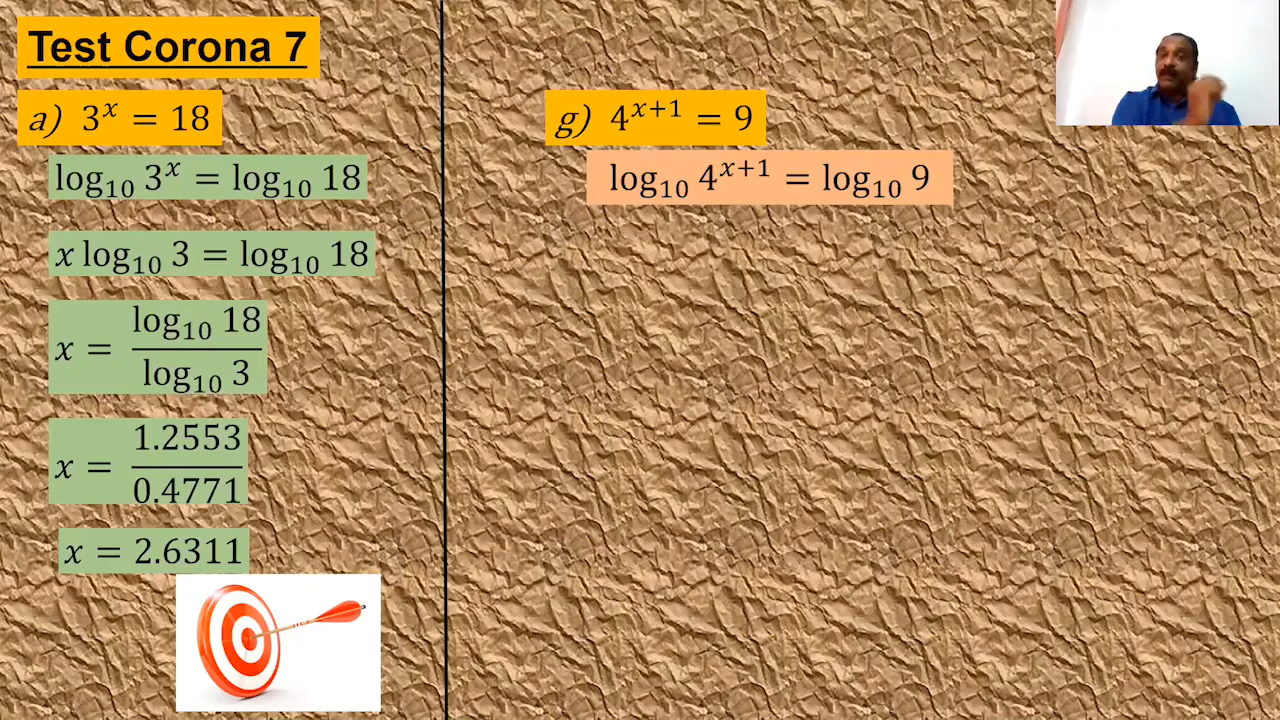 Test Corona 7
a) 3^x = 18
log₁₀ 3^x = log₁₀ 18
x log₁₀ 3 = log₁₀ 18
x = log₁₀ 18 / log₁₀ 3
x = 1.2553 / 0.4771
x = 2.6311
g) 4^{x+1} = 9
log₁₀ 4^{x+1} = log₁₀ 9